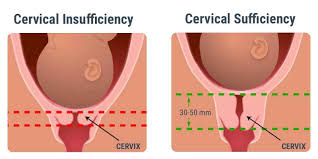 Cervical Insufficiency
CERVIX
Cervical Sufficiency
30-50 mm
CERVIX